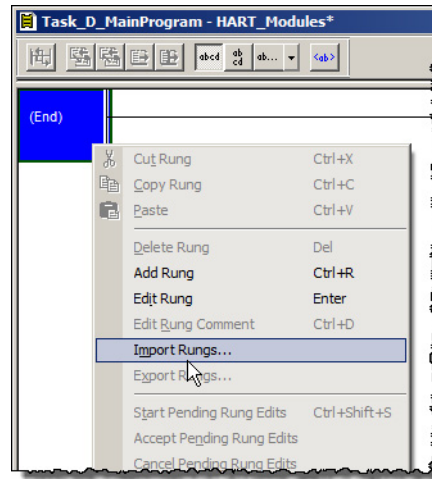 Task_D_MainProgram - HART_Modules*
abcd ab cd ab... <ab>
(End)
Cut Rung Ctrl+X
Copy Rung Ctrl+C
Paste Ctrl+V
Delete Rung Del
Add Rung Ctrl+R
Edit Rung Enter
Edit Rung Comment Ctrl+D
Import Rungs...
Export Rungs...
Start Pending Rung Edits Ctrl+Shift+S
Accept Pending Rung Edits
Cancel Pending Rung Edits